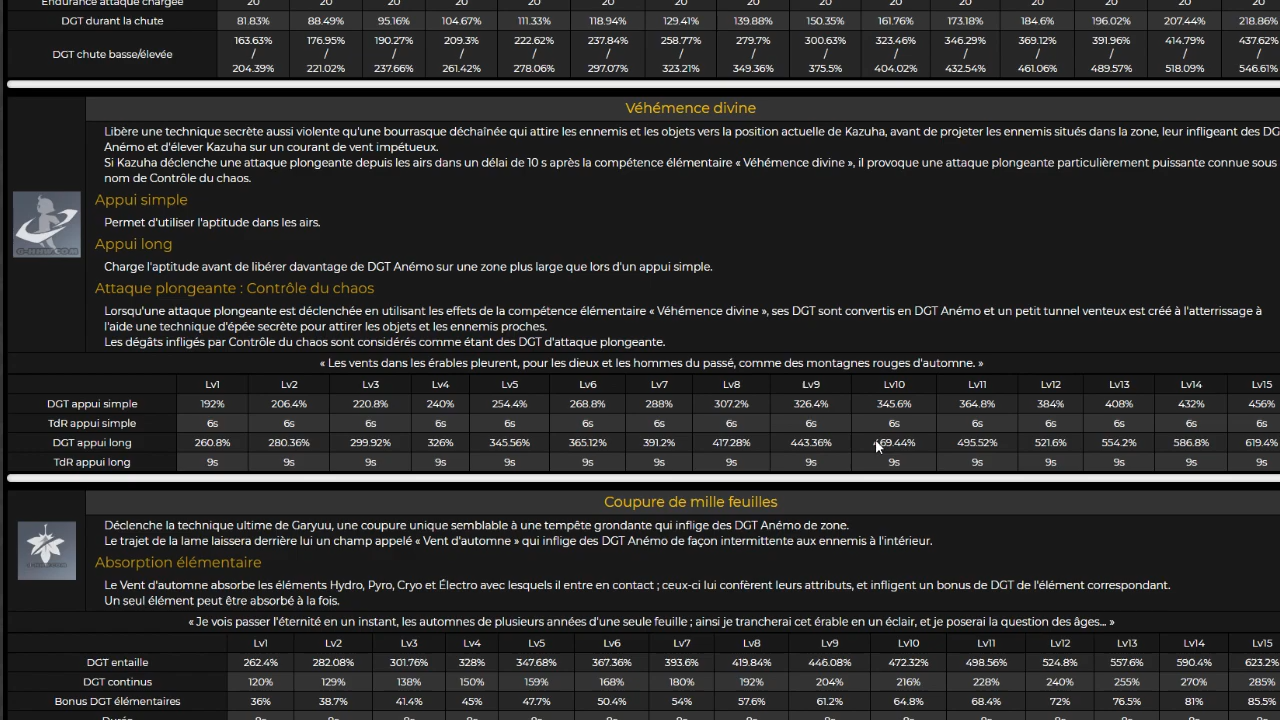 Endurance attaque chargée 20 20 20 20 20 20 20 20 20 20 20 20 20 20 20
DGT durant la chute 81.83% 88.49% 95.16% 104.67% 111.33% 118.94% 129.41% 139.88% 150.35% 161.76% 173.18% 184.6% 196.02% 207.44% 218.86%
163.63% 176.95% 190.27% 209.3% 222.62% 237.84% 258.77% 279.7% 300.63% 323.46% 346.29% 369.12% 391.96% 414.79% 437.62%
DGT chute basse/élevée / / / / / / / / / / / / / / /
204.39% 221.02% 237.66% 261.42% 278.06% 297.07% 323.21% 349.36% 375.5% 404.02% 432.54% 461.06% 489.57% 518.09% 546.61%
Véhémence divine
Libère une technique secrète aussi violente qu'une bourrasque déchaînée qui attire les ennemis et les objets vers la position actuelle de Kazuha, avant de projeter les ennemis situés dans la zone, leur infligeant des DG
Anémo et d'élever Kazuha sur un courant de vent impétueux.
Si Kazuha déclenche une attaque plongeante depuis les airs dans un délai de 10 s après la compétence élémentaire « Véhémence divine », il provoque une attaque plongeante particulièrement puissante connue sous
nom de Contrôle du chaos.
Appui simple
Permet d'utiliser l'aptitude dans les airs.
Appui long
Charge l'aptitude avant de libérer davantage de DGT Anémo sur une zone plus large que lors d'un appui simple.
Attaque plongeante : Contrôle du chaos
Lorsqu'une attaque plongeante est déclenchée en utilisant les effets de la compétence élémentaire « Véhémence divine », ses DGT sont convertis en DGT Anémo et un petit tunnel venteux est créé à l'atterrissage à
l'aide une technique d'épée secrète pour attirer les objets et les ennemis proches.
Les dégâts infligés par Contrôle du chaos sont considérés comme étant des DGT d'attaque plongeante.
« Les vents dans les érables pleurent, pour les dieux et les hommes du passé, comme des montagnes rouges d'automne. »
Lv1 Lv2 Lv3 Lv4 Lv5 Lv6 Lv7 Lv8 Lv9 Lv10 Lv11 Lv12 Lv13 Lv14 Lv15
DGT appui simple 192% 206.4% 220.8% 240% 254.4% 268.8% 288% 307.2% 326.4% 345.6% 364.8% 384% 408% 432% 456%
TdR appui simple 6s 6s 6s 6s 6s 6s 6s 6s 6s 6s 6s 6s 6s 6s 6s
DGT appui long 260.8% 280.36% 299.92% 326% 345.56% 365.12% 391.2% 417.28% 443.36% 469.44% 495.52% 521.6% 554.2% 586.8% 619.4%
TdR appui long 9s 9s 9s 9s 9s 9s 9s 9s 9s 9s 9s 9s 9s 9s 9s
Coupure de mille feuilles
Déclenche la technique ultime de Garyuu, une coupure unique semblable à une tempête grondante qui inflige des DGT Anémo de zone.
Le trajet de la lame laissera derrière lui un champ appelé « Vent d'automne » qui inflige des DGT Anémo de façon intermittente aux ennemis à l'intérieur.
Absorption élémentaire
Le Vent d'automne absorbe les éléments Hydro, Pyro, Cryo et Électro avec lesquels il entre en contact ; ceux-ci lui confèrent leurs attributs, et infligent un bonus de DGT de l'élément correspondant.
Un seul élément peut être absorbé à la fois.
« Je vois passer l'éternité en un instant, les automnes de plusieurs années d'une seule feuille ; ainsi je trancherai cet érable en un éclair, et je poserai la question des âges... »
Lv1 Lv2 Lv3 Lv4 Lv5 Lv6 Lv7 Lv8 Lv9 Lv10 Lv11 Lv12 Lv13 Lv14 Lv15
DGT entaille 262.4% 282.08% 301.76% 328% 347.68% 367.36% 393.6% 419.84% 446.08% 472.32% 498.56% 524.8% 557.6% 590.4% 623.2%
DGT continus 120% 129% 138% 150% 159% 168% 180% 192% 204% 216% 228% 240% 255% 270% 285%
Bonus DGT élémentaires 36% 38.7% 41.4% 45% 47.7% 50.4% 54% 57.6% 61.2% 64.8% 68.4% 72% 76.5% 81% 85.5%
Durée 8s 8s 8s 8s 8s 8s 8s 8s 8s 8s 8s 8s 8s 8s 8s